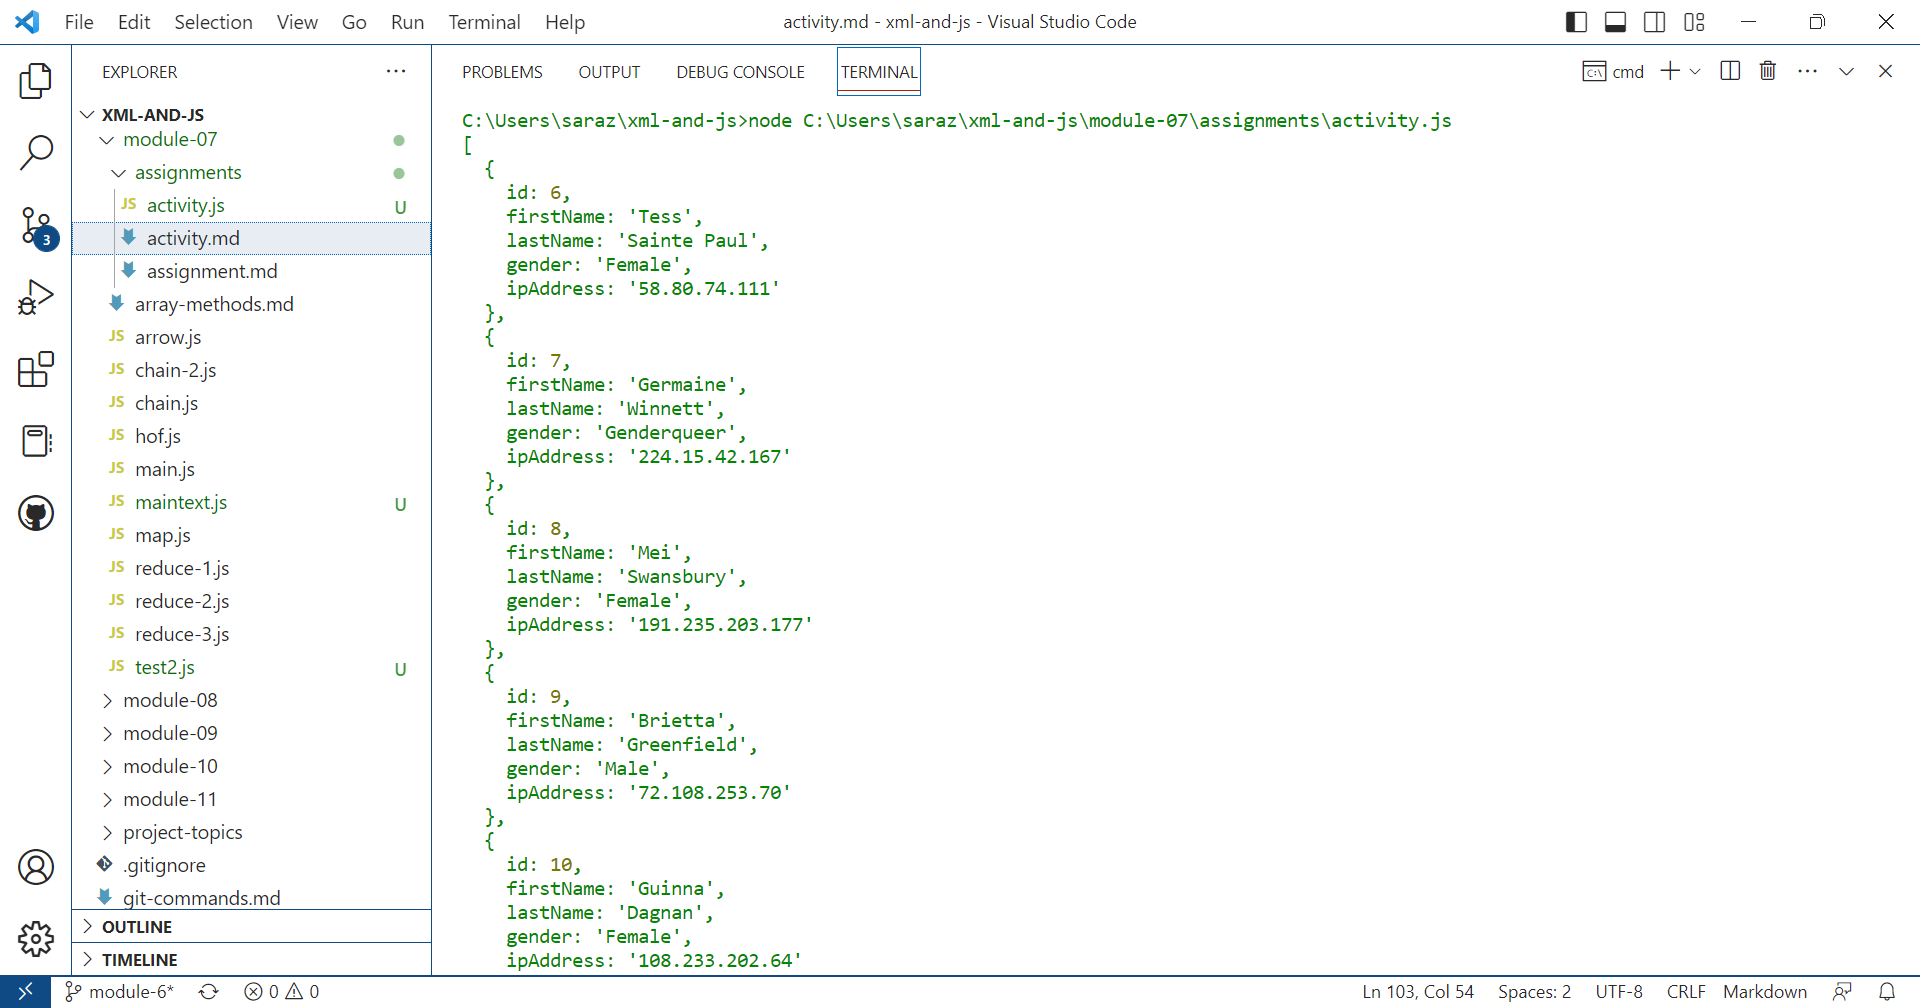 File Edit Selection View Go Run Terminal Help
activity.md - xml-and-js - Visual Studio Code
EXPLORER
XML-AND-JS
module-07
assignments
JS activity.js U
activity.md
assignment.md
array-methods.md
JS arrow.js
JS chain-2.js
JS chain.js
JS hof.js
JS main.js
JS maintext.js U
JS map.js
JS reduce-1.js
JS reduce-2.js
JS reduce-3.js
JS test2.js U
module-08
module-09
module-10
module-11
project-topics
.gitignore
git-commands.md
OUTLINE
TIMELINE
3
PROBLEMS OUTPUT DEBUG CONSOLE TERMINAL
cmd
C:\Users\saraz\xml-and-js>node C:\Users\saraz\xml-and-js\module-07\assignments\activity.js
[
{
id: 6,
firstName: 'Tess',
lastName: 'Sainte Paul',
gender: 'Female',
ipAddress: '58.80.74.111'
},
{
id: 7,
firstName: 'Germaine',
lastName: 'Winnett',
gender: 'Genderqueer',
ipAddress: '224.15.42.167'
},
{
id: 8,
firstName: 'Mei',
lastName: 'Swansbury',
gender: 'Female',
ipAddress: '191.235.203.177'
},
{
id: 9,
firstName: 'Brietta',
lastName: 'Greenfield',
gender: 'Male',
ipAddress: '72.108.253.70'
},
{
id: 10,
firstName: 'Guinna',
lastName: 'Dagnan',
gender: 'Female',
ipAddress: '108.233.202.64'
module-6* 0 0
Ln 103, Col 54 Spaces: 2 UTF-8 CRLF Markdown